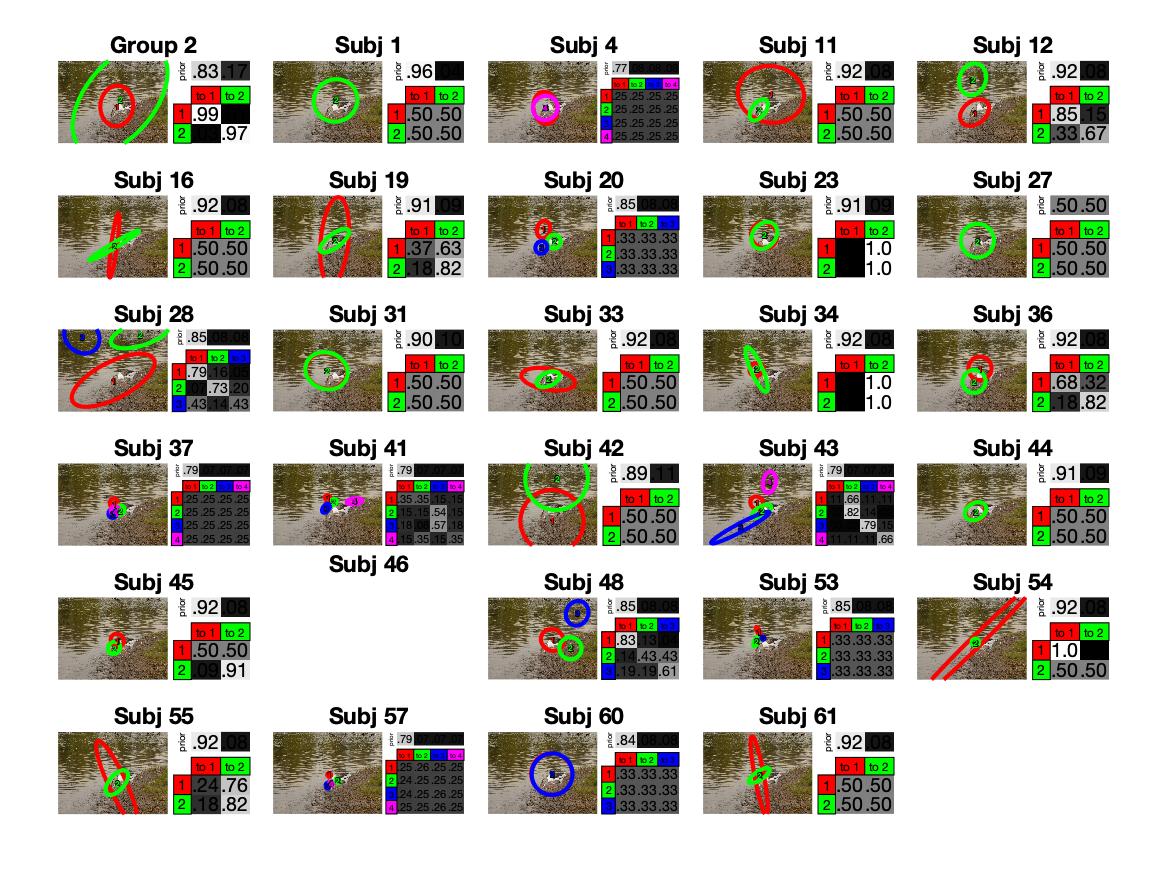 Group 2
prior .83 .17
to 1 to 2
1 .99
2 .03 .97
Subj 1
prior .96 .04
to 1 to 2
1 .50 .50
2 .50 .50
Subj 4
prior .77 .08 .08 .08
to 1 to 2 to 3 to 4
1 .25 .25 .25 .25
2 .25 .25 .25 .25
3 .25 .25 .25 .25
4 .25 .25 .25 .25
Subj 11
prior .92 .08
to 1 to 2
1 .50 .50
2 .50 .50
Subj 12
prior .92 .08
to 1 to 2
1 .85 .15
2 .33 .67
Subj 16
prior .92 .08
to 1 to 2
1 .50 .50
2 .50 .50
Subj 19
prior .91 .09
to 1 to 2
1 .37 .63
2 .18 .82
Subj 20
prior .85 .08 .08
to 1 to 2 to 3
1 .33 .33 .33
2 .33 .33 .33
3 .33 .33 .33
Subj 23
prior .91 .09
to 1 to 2
1 1.0
2 1.0
Subj 27
prior .50 .50
to 1 to 2
1 .50 .50
2 .50 .50
Subj 28
prior .85 .08 .08
to 1 to 2 to 3
1 .79 .16 .05
2 .07 .73 .20
3 .43 .14 .43
Subj 31
prior .90 .10
to 1 to 2
1 .50 .50
2 .50 .50
Subj 33
prior .92 .08
to 1 to 2
1 .50 .50
2 .50 .50
Subj 34
prior .92 .08
to 1 to 2
1 1.0
2 1.0
Subj 36
prior .92 .08
to 1 to 2
1 .68 .32
2 .18 .82
Subj 37
prior .79 .07 .07 .07
to 1 to 2 to 3 to 4
1 .25 .25 .25 .25
2 .25 .25 .25 .25
3 .25 .25 .25 .25
4 .25 .25 .25 .25
Subj 41
prior .79 .07 .07 .07
to 1 to 2 to 3 to 4
1 .35 .35 .15 .15
2 .15 .15 .54 .15
3 .18 .08 .57 .18
4 .15 .35 .15 .35
Subj 42
prior .89 .11
to 1 to 2
1 .50 .50
2 .50 .50
Subj 43
prior .79 .07 .07 .07
to 1 to 2 to 3 to 4
1 .11 .66 .11 .11
2 .82 .14
3 .79 .15
4 .11 .11 .11 .66
Subj 44
prior .91 .09
to 1 to 2
1 .50 .50
2 .50 .50
Subj 45
prior .92 .08
to 1 to 2
1 .50 .50
2 .09 .91
Subj 46
Subj 48
prior .85 .08 .08
to 1 to 2 to 3
1 .83 .13 .04
2 .14 .43 .43
3 .19 .19 .61
Subj 53
prior .85 .08 .08
to 1 to 2 to 3
1 .33 .33 .33
2 .33 .33 .33
3 .33 .33 .33
Subj 54
prior .92 .08
to 1 to 2
1 1.0
2 .50 .50
Subj 55
prior .92 .08
to 1 to 2
1 .24 .76
2 .18 .82
Subj 57
prior .79 .07 .07 .07
to 1 to 2 to 3 to 4
1 .25 .26 .25 .25
2 .24 .25 .25 .25
3 .24 .25 .26 .25
4 .25 .25 .26 .25
Subj 60
prior .84 .08 .08
to 1 to 2 to 3
1 .33 .33 .33
2 .33 .33 .33
3 .33 .33 .33
Subj 61
prior .92 .08
to 1 to 2
1 .50 .50
2 .50 .50